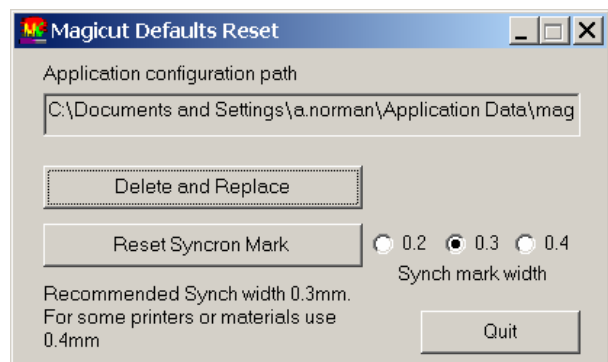 Magicut Defaults Reset
Application configuration path
C:\Documents and Settings\a.norman\Application Data\mag
Delete and Replace
Reset Syncron Mark
0.2 0.3 0.4
Synch mark width
Recommended Synch width 0.3mm.
For some printers or materials use
0.4mm
Quit